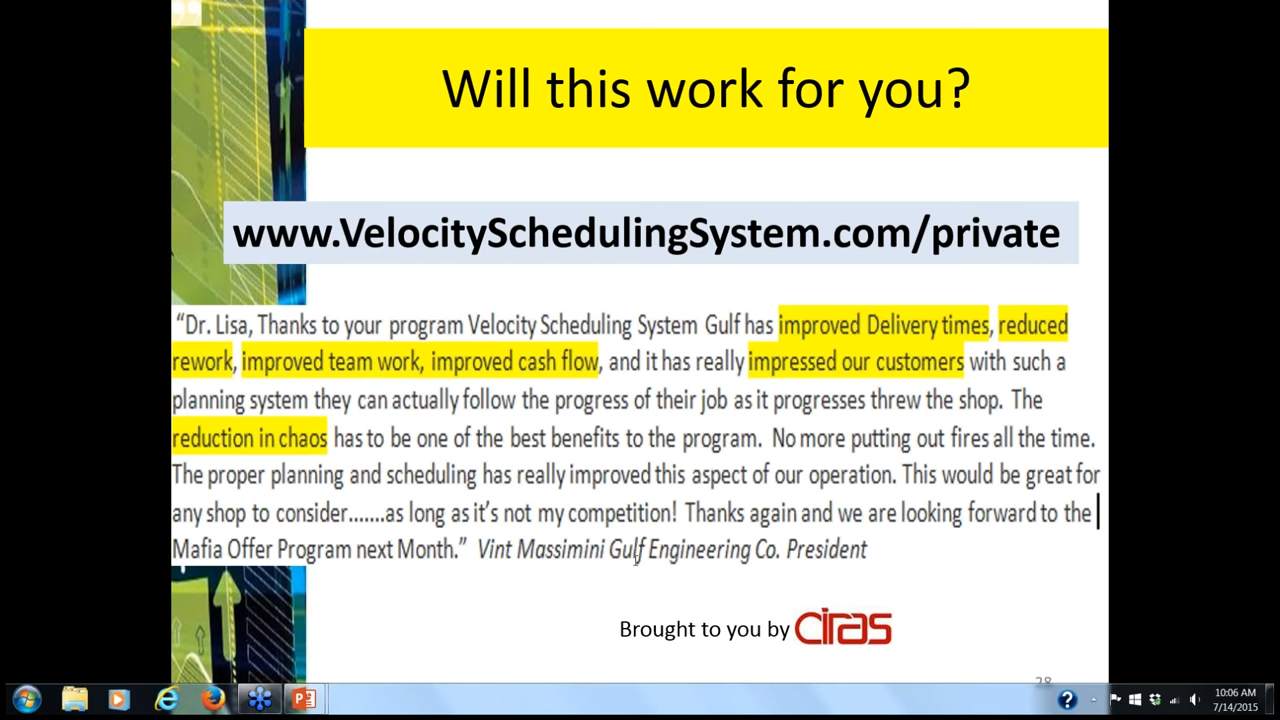 Will this work for you?
www.VelocitySchedulingSystem.com/private
“Dr. Lisa, Thanks to your program Velocity Scheduling System Gulf has improved Delivery times, reduced
rework, improved team work, improved cash flow, and it has really impressed our customers with such a
planning system they can actually follow the progress of their job as it progresses threw the shop. The
reduction in chaos has to be one of the best benefits to the program. No more putting out fires all the time.
The proper planning and scheduling has really improved this aspect of our operation. This would be great for
any shop to consider.......as long as it’s not my competition! Thanks again and we are looking forward to the
Mafia Offer Program next Month.” Vint Massimini Gulf Engineering Co. President
Brought to you by ciras
28
10:06 AM
7/14/2015